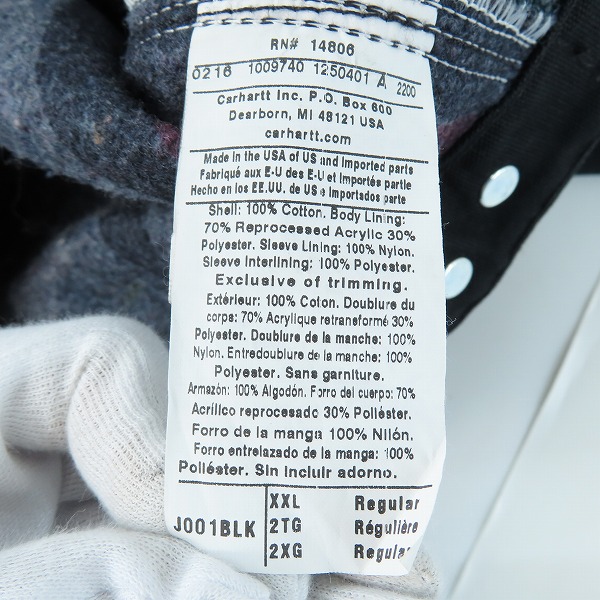 RN# 14806
0216 1009740 1250401 A 2200
Carhartt Inc. P.O. Box 600
Dearborn, MI 48121 USA
carhartt.com
Made in the USA of US and Imported parts
Fabriqué aux E-U des E-U et Importés partie
Hecho en los EE.UU. de US e Importados parte
Shell: 100% Cotton. Body Lining:
70% Reprocessed Acrylic 30%
Polyester. Sleeve Lining: 100% Nylon.
Sleeve Interlining: 100% Polyester.
Exclusive of trimming.
Extérieur: 100% Coton. Doublure du
corps: 70% Acrylique retransformé 30%
Polyester. Doublure de la manche: 100%
Nylon. Entredoublure de la manche: 100%
Polyester. Sans garniture.
Armazón: 100% Algodón. Forro del cuerpo: 70%
Acrílico reprocesado 30% Poliéster.
Forro de la manga 100% Nilón.
Forro entrelazado de la manga: 100%
Poliéster. Sin incluir adorno.
J001BLK
XXL Regular
2TG Régulière
2XG Regular